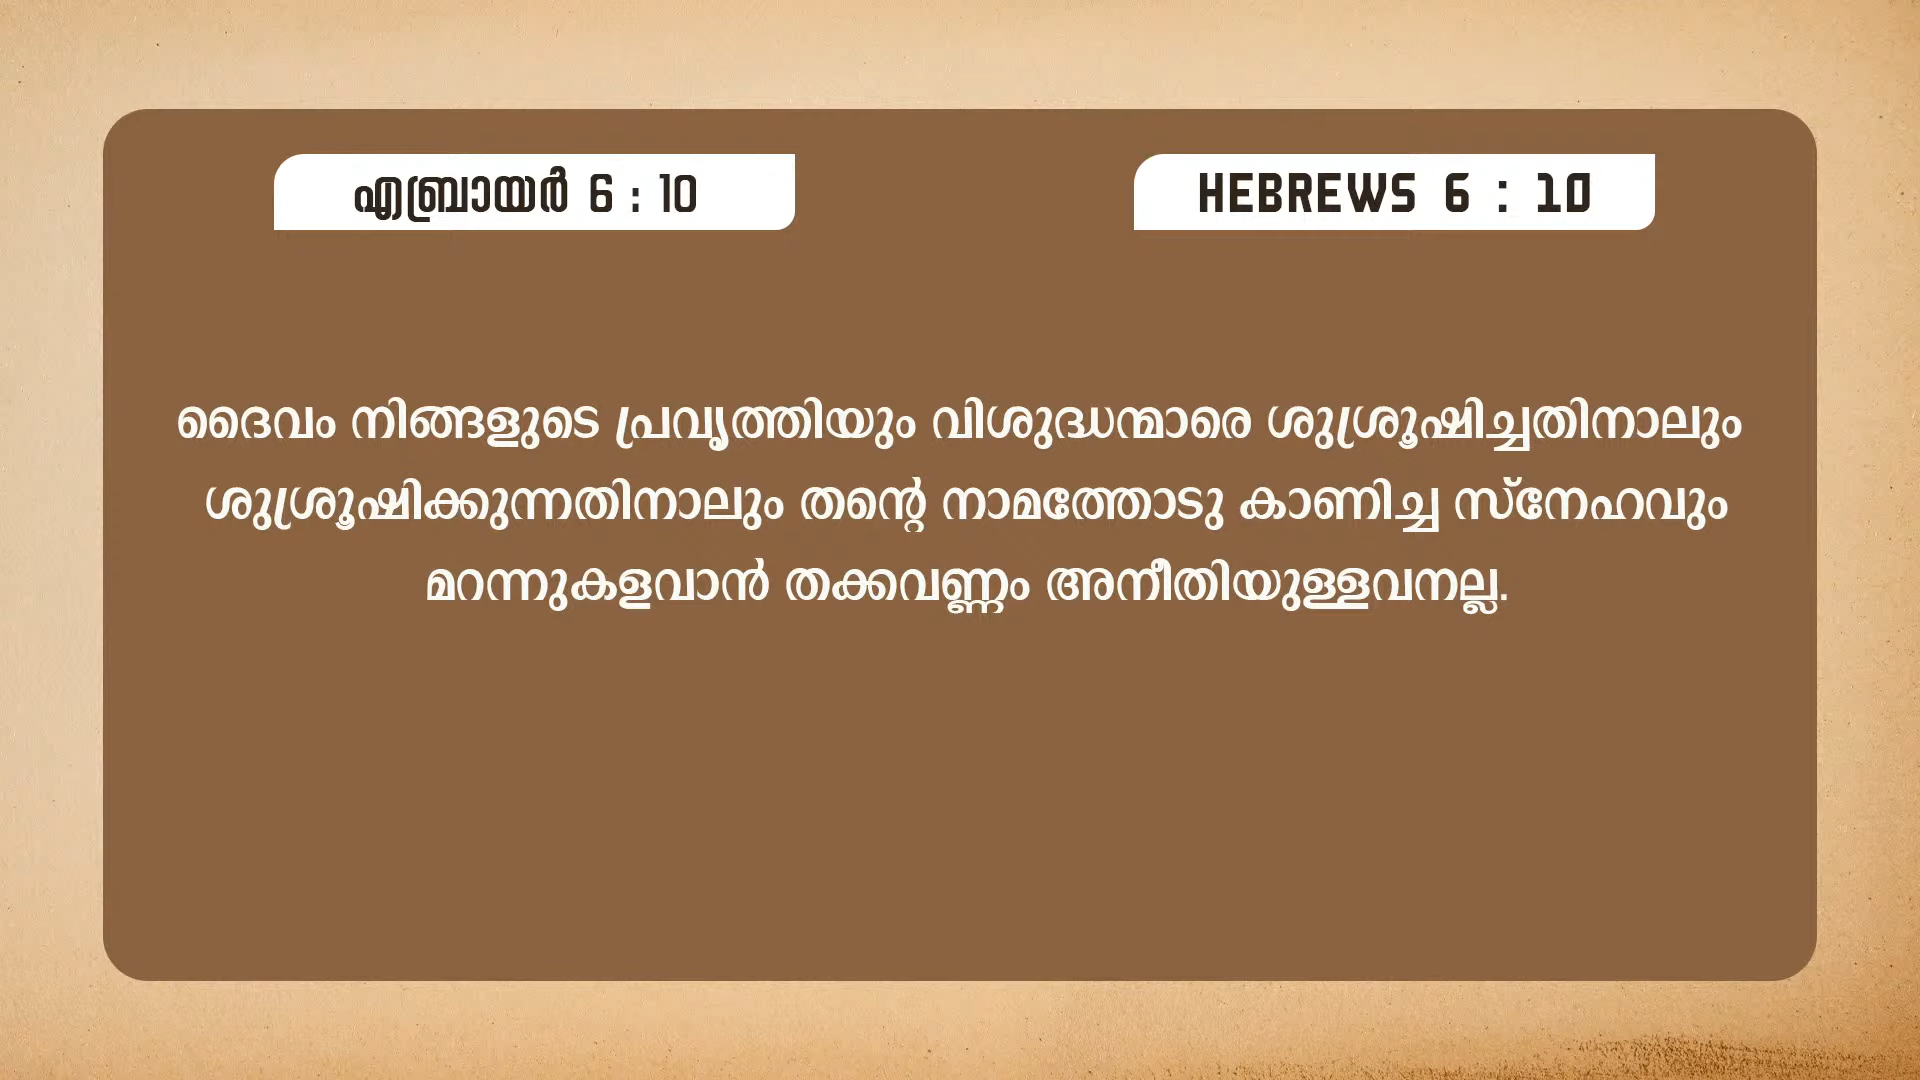 എബ്രായർ 6 : 10
HEBREWS 6 : 10
ദൈവം നിങ്ങളുടെ പ്രവൃത്തിയും വിശുദ്ധന്മാരെ ശുശ്രൂഷിച്ചതിനാലും
ശുശ്രൂഷിക്കുന്നതിനാലും തന്റെ നാമത്തോടു കാണിച്ച സ്നേഹവും
മറന്നുകളവാൻ തക്കവണ്ണം അനീതിയുള്ളവനല്ല.